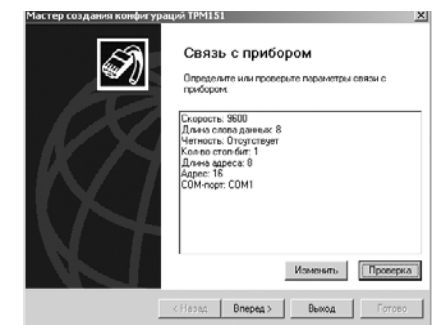 Мастер создания конфигураций ТРМ151
Связь с прибором
Определите или проверьте параметры связи с
прибором:
Скорость: 9600
Длина слова данных: 8
Четность: Отсутствует
Кол-во стоп-бит: 1
Длина адреса: 8
Адрес: 16
COM-порт: COM1
Изменить
Проверка
< Назад
Вперед >
Выход
Готово